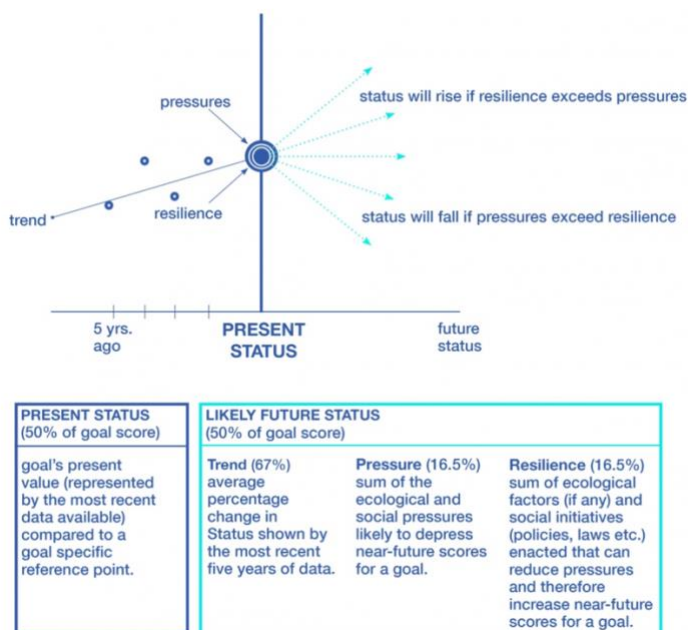 pressures
status will rise if resilience exceeds pressures
trend
resilience
status will fall if pressures exceed resilience
5 yrs.
ago
PRESENT
STATUS
future
status
PRESENT STATUS
(50% of goal score)
goal's present
value (represented
by the most recent
data available)
compared to a
goal specific
reference point.
LIKELY FUTURE STATUS
(50% of goal score)
Trend (67%)
average
percentage
change in
Status shown by
the most recent
five years of data.
Pressure (16.5%)
sum of the
ecological and
social pressures
likely to depress
near-future scores
for a goal.
Resilience (16.5%)
sum of ecological
factors (if any) and
social initiatives
(policies, laws etc.)
enacted that can
reduce pressures
and therefore
increase near-future
scores for a goal.